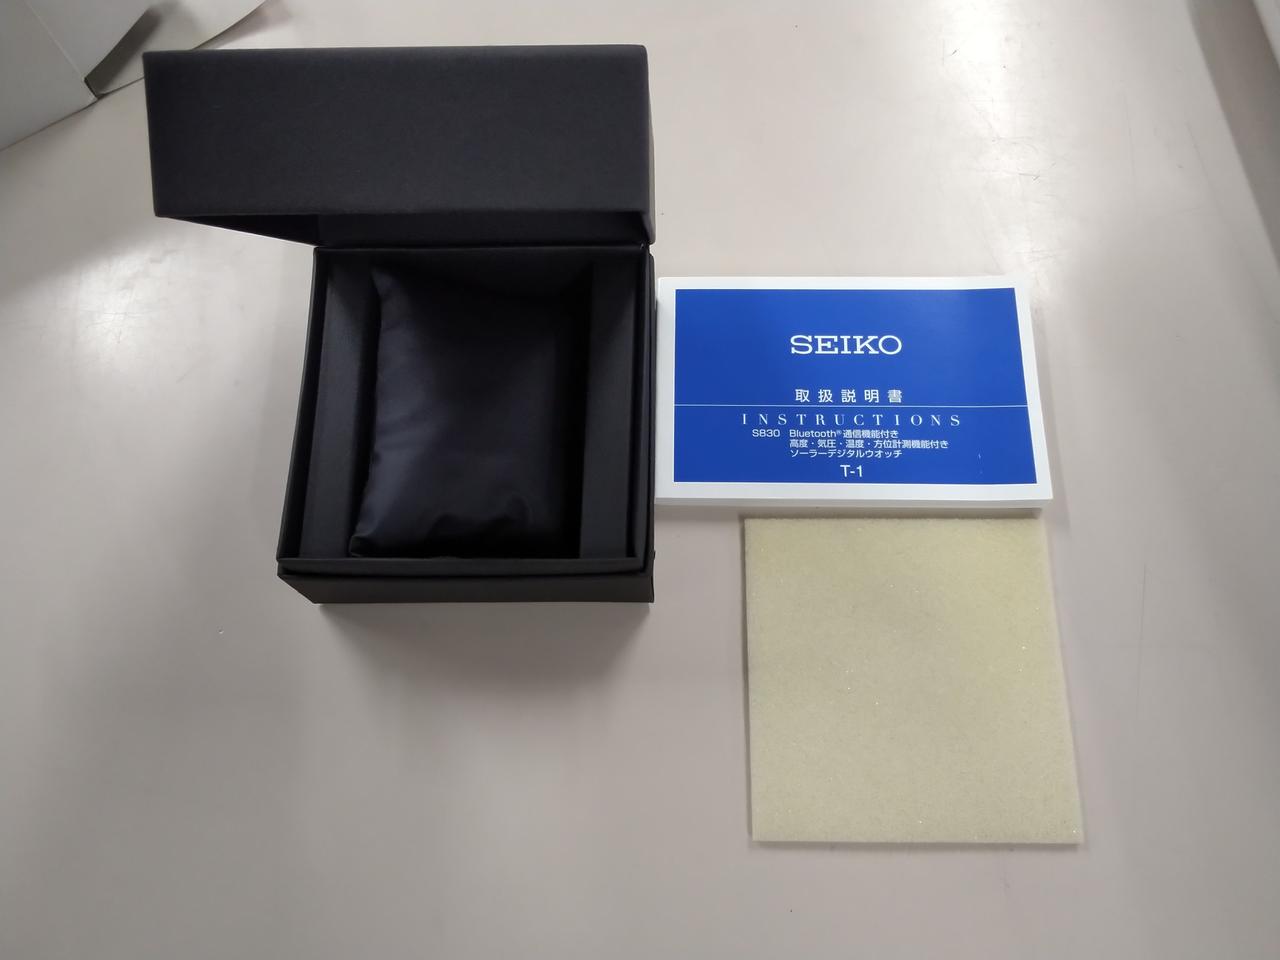 SEIKO
取扱説明書
INSTRUCTIONS
S830 Bluetooth®通信機能付き
高度・気圧・温度・方位計測機能付き
ソーラーデジタルウオッチ
T-1